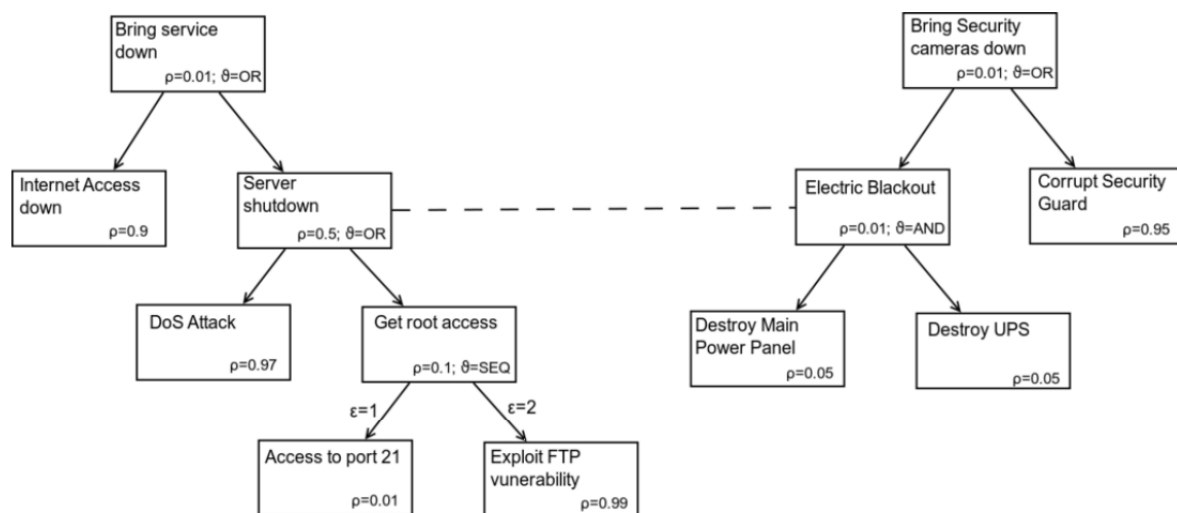 Bring service
down
ρ=0.01; ϑ=OR
Bring Security
cameras down
ρ=0.01; ϑ=OR
Internet Access
down
ρ=0.9
Server
shutdown
ρ=0.5; ϑ=OR
Electric Blackout
ρ=0.01; ϑ=AND
Corrupt Security
Guard
ρ=0.95
DoS Attack
ρ=0.97
Get root access
ρ=0.1; ϑ=SEQ
Destroy Main
Power Panel
ρ=0.05
Destroy UPS
ρ=0.05
ε=1
ε=2
Access to port 21
ρ=0.01
Exploit FTP
vunerability
ρ=0.99